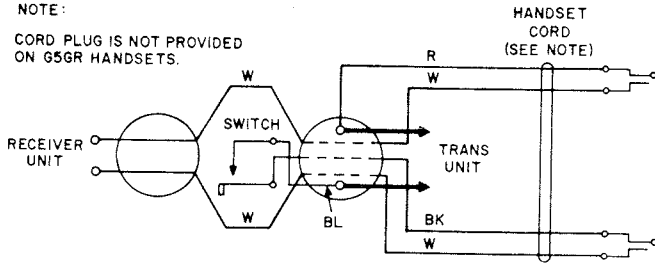 NOTE:
CORD PLUG IS NOT PROVIDED
ON G5GR HANDSETS.
HANDSET
CORD
(SEE NOTE)
R
W
W
SWITCH
RECEIVER
UNIT
TRANS
UNIT
BL
W
BK
W